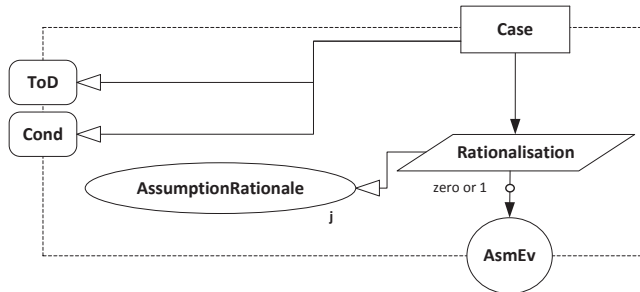 Case
ToD
Cond
Rationalisation
AssumptionRationale
j
zero or 1
AsmEv